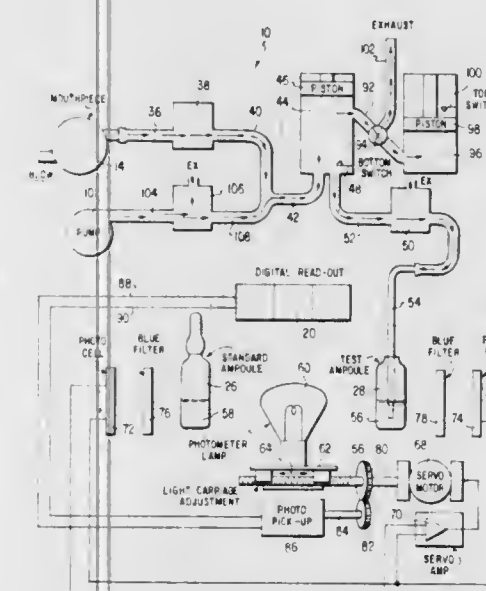 EXHAUST
10
102
38
46
PISTON
92
100
MOUTHPIECE
36
40
44
94
PISTON
98
96
14
BLOW
BOTTOM
SWITCH
48
EX
104
EX
106
42
52
50
PUMP
108
54
DIGITAL READ-OUT
88
90
20
PHOTO
CELL
BLUE
FILTER
STANDARD
AMPOULE
60
TEST
AMPOULE
BLUE
FILTER
26
28
58
56
72
76
78
74
PHOTOMETER
LAMP
64
62
56
80
68
SERVO
MOTOR
LIGHT CARRIAGE
ADJUSTMENT
PHOTO
PICK-UP
84
82
70
86
SERVO
AMP